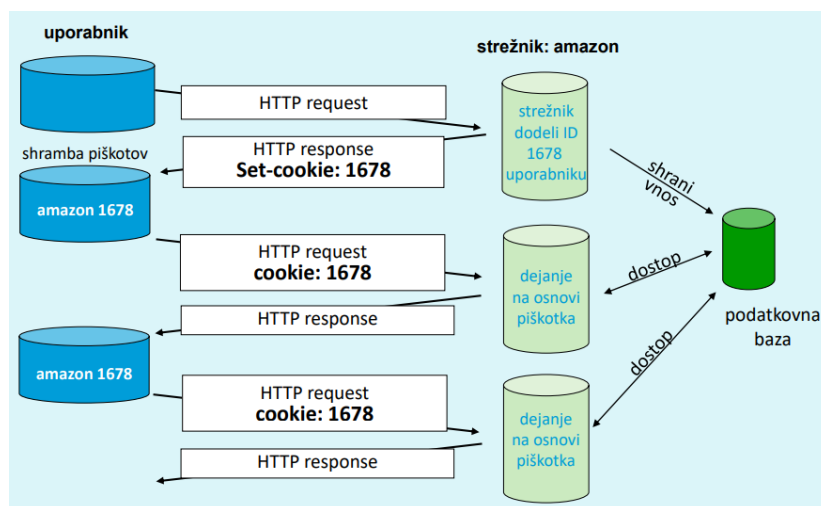 uporabnik
strežnik: amazon
HTTP request
strežnik
dodeli ID
1678
uporabniku
HTTP response
Set-cookie: 1678
shramba piškotov
amazon 1678
shrani
vnos
HTTP request
cookie: 1678
dejanje
na osnovi
piškotka
dostop
HTTP response
podatkovna
baza
amazon 1678
dostop
HTTP request
cookie: 1678
dejanje
na osnovi
piškotka
HTTP response